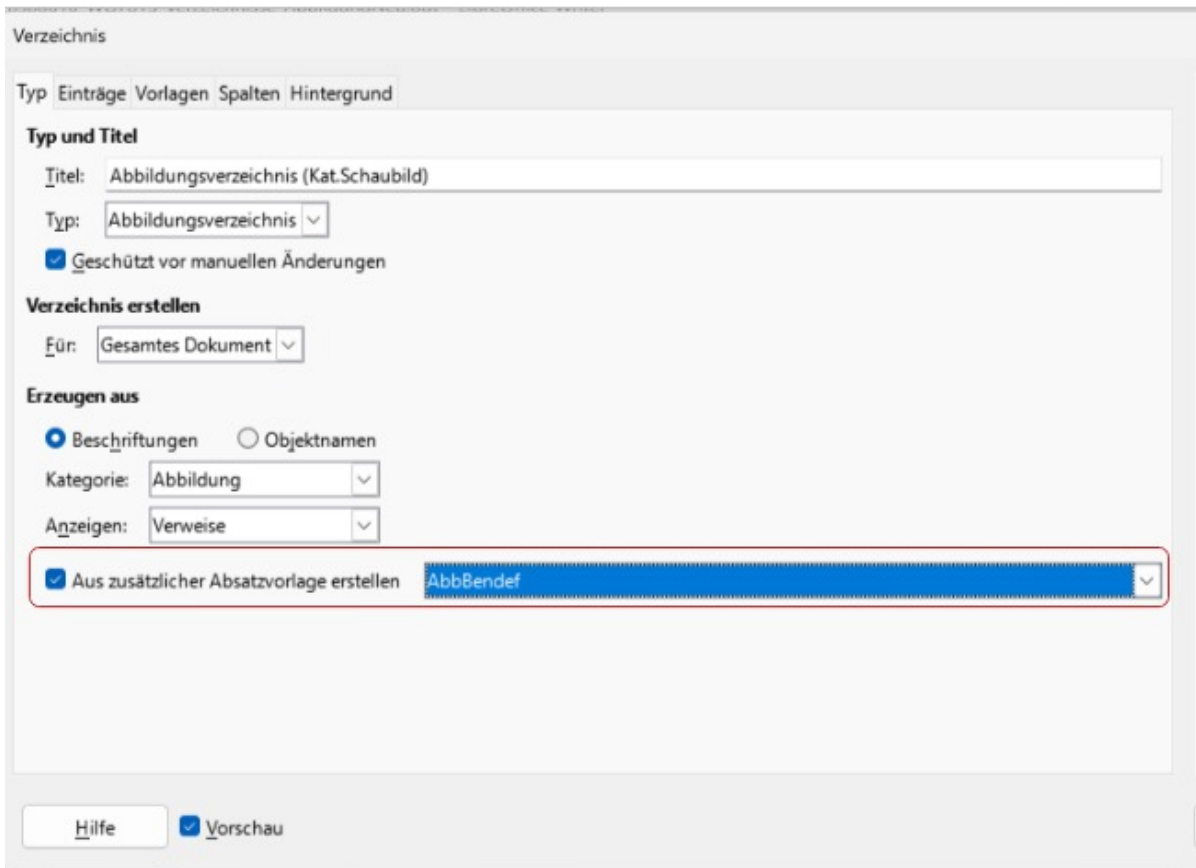 Verzeichnis
Typ Einträge Vorlagen Spalten Hintergrund
Typ und Titel
Titel: Abbildungsverzeichnis (Kat.Schaubild)
Typ: Abbildungsverzeichnis
Geschützt vor manuellen Änderungen
Verzeichnis erstellen
Für: Gesamtes Dokument
Erzeugen aus
Beschriftungen Objektnamen
Kategorie: Abbildung
Anzeigen: Verweise
Aus zusätzlicher Absatzvorlage erstellen AbbBendef
Hilfe Vorschau